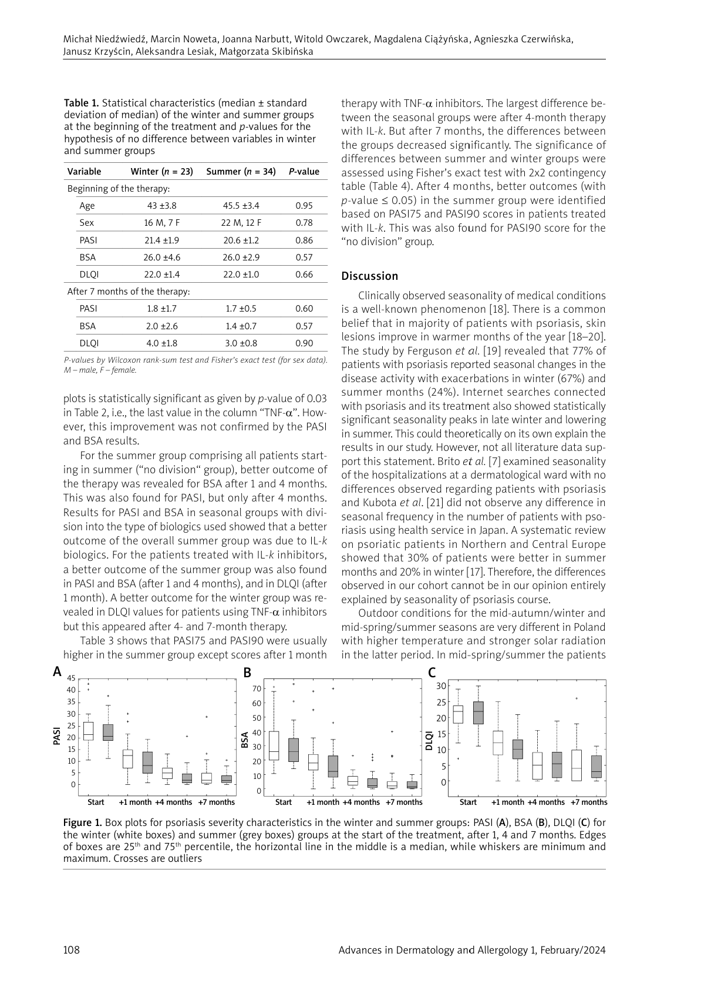 Michał Niedźwiedź, Marcin Noweta, Joanna Narbutt, Witold Owczarek, Magdalena Ciążyńska, Agnieszka Czerwińska,
Janusz Krzyścin, Aleksandra Lesiak, Małgorzata Skibińska
Table 1. Statistical characteristics (median ± standard
deviation of median) of the winter and summer groups
at the beginning of the treatment and p-values for the
hypothesis of no difference between variables in winter
and summer groups
Variable Winter (n = 23) Summer (n = 34) P-value
Beginning of the therapy:
Age 43 ±3.8 45.5 ±3.4 0.95
Sex 16 M, 7 F 22 M, 12 F 0.78
PASI 21.4 ±1.9 20.6 ±1.2 0.86
BSA 26.0 ±4.6 26.0 ±2.9 0.57
DLQI 22.0 ±1.4 22.0 ±1.0 0.66
After 7 months of the therapy:
PASI 1.8 ±1.7 1.7 ±0.5 0.60
BSA 2.0 ±2.6 1.4 ±0.7 0.57
DLQI 4.0 ±1.8 3.0 ±0.8 0.90
P-values by Wilcoxon rank-sum test and Fisher's exact test (for sex data).
M – male, F – female.
plots is statistically significant as given by p-value of 0.03
in Table 2, i.e., the last value in the column “TNF-α”. How-
ever, this improvement was not confirmed by the PASI
and BSA results.
For the summer group comprising all patients start-
ing in summer (“no division“ group), better outcome of
the therapy was revealed for BSA after 1 and 4 months.
This was also found for PASI, but only after 4 months.
Results for PASI and BSA in seasonal groups with divi-
sion into the type of biologics used showed that a better
outcome of the overall summer group was due to IL-k
biologics. For the patients treated with IL-k inhibitors,
a better outcome of the summer group was also found
in PASI and BSA (after 1 and 4 months), and in DLQI (after
1 month). A better outcome for the winter group was re-
vealed in DLQI values for patients using TNF-α inhibitors
but this appeared after 4- and 7-month therapy.
Table 3 shows that PASI75 and PASI90 were usually
higher in the summer group except scores after 1 month
therapy with TNF-α inhibitors. The largest difference be-
tween the seasonal groups were after 4-month therapy
with IL-k. But after 7 months, the differences between
the groups decreased significantly. The significance of
differences between summer and winter groups were
assessed using Fisher's exact test with 2x2 contingency
table (Table 4). After 4 months, better outcomes (with
p-value ≤ 0.05) in the summer group were identified
based on PASI75 and PASI90 scores in patients treated
with IL-k. This was also found for PASI90 score for the
“no division” group.
Discussion
Clinically observed seasonality of medical conditions
is a well-known phenomenon [18]. There is a common
belief that in majority of patients with psoriasis, skin
lesions improve in warmer months of the year [18–20].
The study by Ferguson et al. [19] revealed that 77% of
patients with psoriasis reported seasonal changes in the
disease activity with exacerbations in winter (67%) and
summer months (24%). Internet searches connected
with psoriasis and its treatment also showed statistically
significant seasonality peaks in late winter and lowering
in summer. This could theoretically on its own explain the
results in our study. However, not all literature data sup-
port this statement. Brito et al. [7] examined seasonality
of the hospitalizations at a dermatological ward with no
differences observed regarding patients with psoriasis
and Kubota et al. [21] did not observe any difference in
seasonal frequency in the number of patients with pso-
riasis using health service in Japan. A systematic review
on psoriatic patients in Northern and Central Europe
showed that 30% of patients were better in summer
months and 20% in winter [17]. Therefore, the differences
observed in our cohort cannot be in our opinion entirely
explained by seasonality of psoriasis course.
Outdoor conditions for the mid-autumn/winter and
mid-spring/summer seasons are very different in Poland
with higher temperature and stronger solar radiation
in the latter period. In mid-spring/summer the patients
A
45
40
35
30
25
20
15
10
5
0
PASI
Start +1 month +4 months +7 months
B
70
60
50
40
30
20
10
0
BSA
Start +1 month +4 months +7 months
C
30
25
20
15
10
5
0
DLQI
Start +1 month +4 months +7 months
Figure 1. Box plots for psoriasis severity characteristics in the winter and summer groups: PASI (A), BSA (B), DLQI (C) for
the winter (white boxes) and summer (grey boxes) groups at the start of the treatment, after 1, 4 and 7 months. Edges
of boxes are 25th and 75th percentile, the horizontal line in the middle is a median, while whiskers are minimum and
maximum. Crosses are outliers
108
Advances in Dermatology and Allergology 1, February/2024